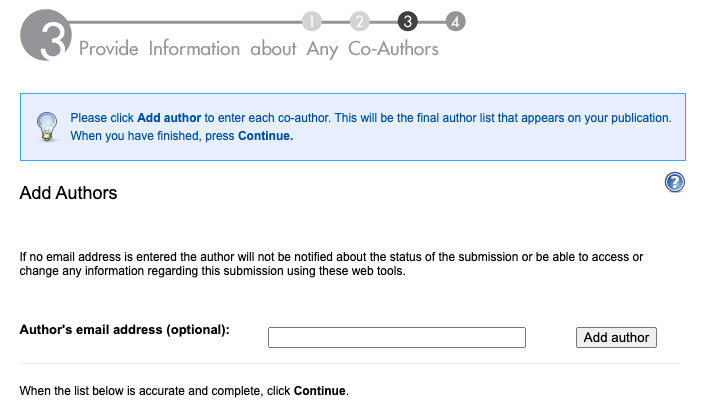 1 2 3 4
3 Provide Information about Any Co-Authors
Please click Add author to enter each co-author. This will be the final author list that appears on your publication.
When you have finished, press Continue.
?
Add Authors
If no email address is entered the author will not be notified about the status of the submission or be able to access or
change any information regarding this submission using these web tools.
Author's email address (optional): Add author
When the list below is accurate and complete, click Continue.